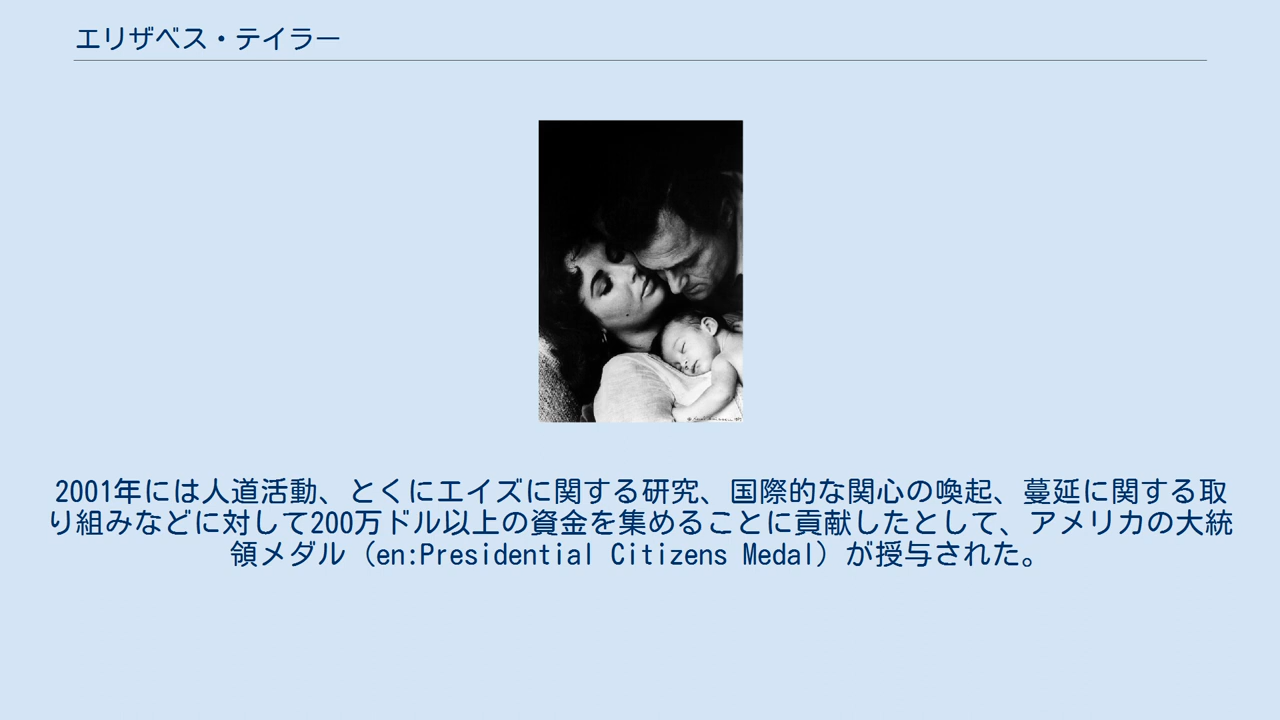 エリザベス・テイラー
2001年には人道活動、とくにエイズに関する研究、国際的な関心の喚起、蔓延に関する取
り組みなどに対して200万ドル以上の資金を集めることに貢献したとして、アメリカの大統
領メダル（en:Presidential Citizens Medal）が授与された。